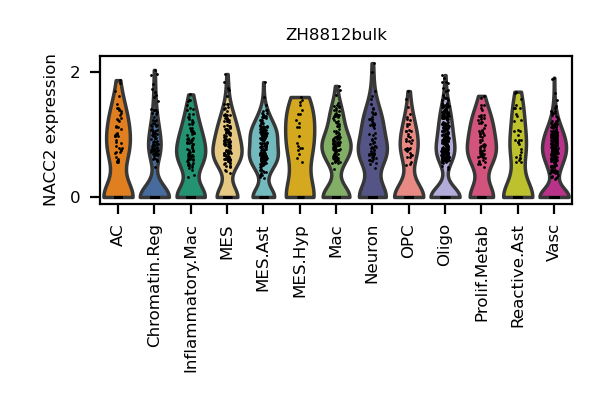 ZH8812bulk
NACC2 expression
2
0
AC
Chromatin.Reg
Inflammatory.Mac
MES
MES.Ast
MES.Hyp
Mac
Neuron
OPC
Oligo
Prolif.Metab
Reactive.Ast
Vasc